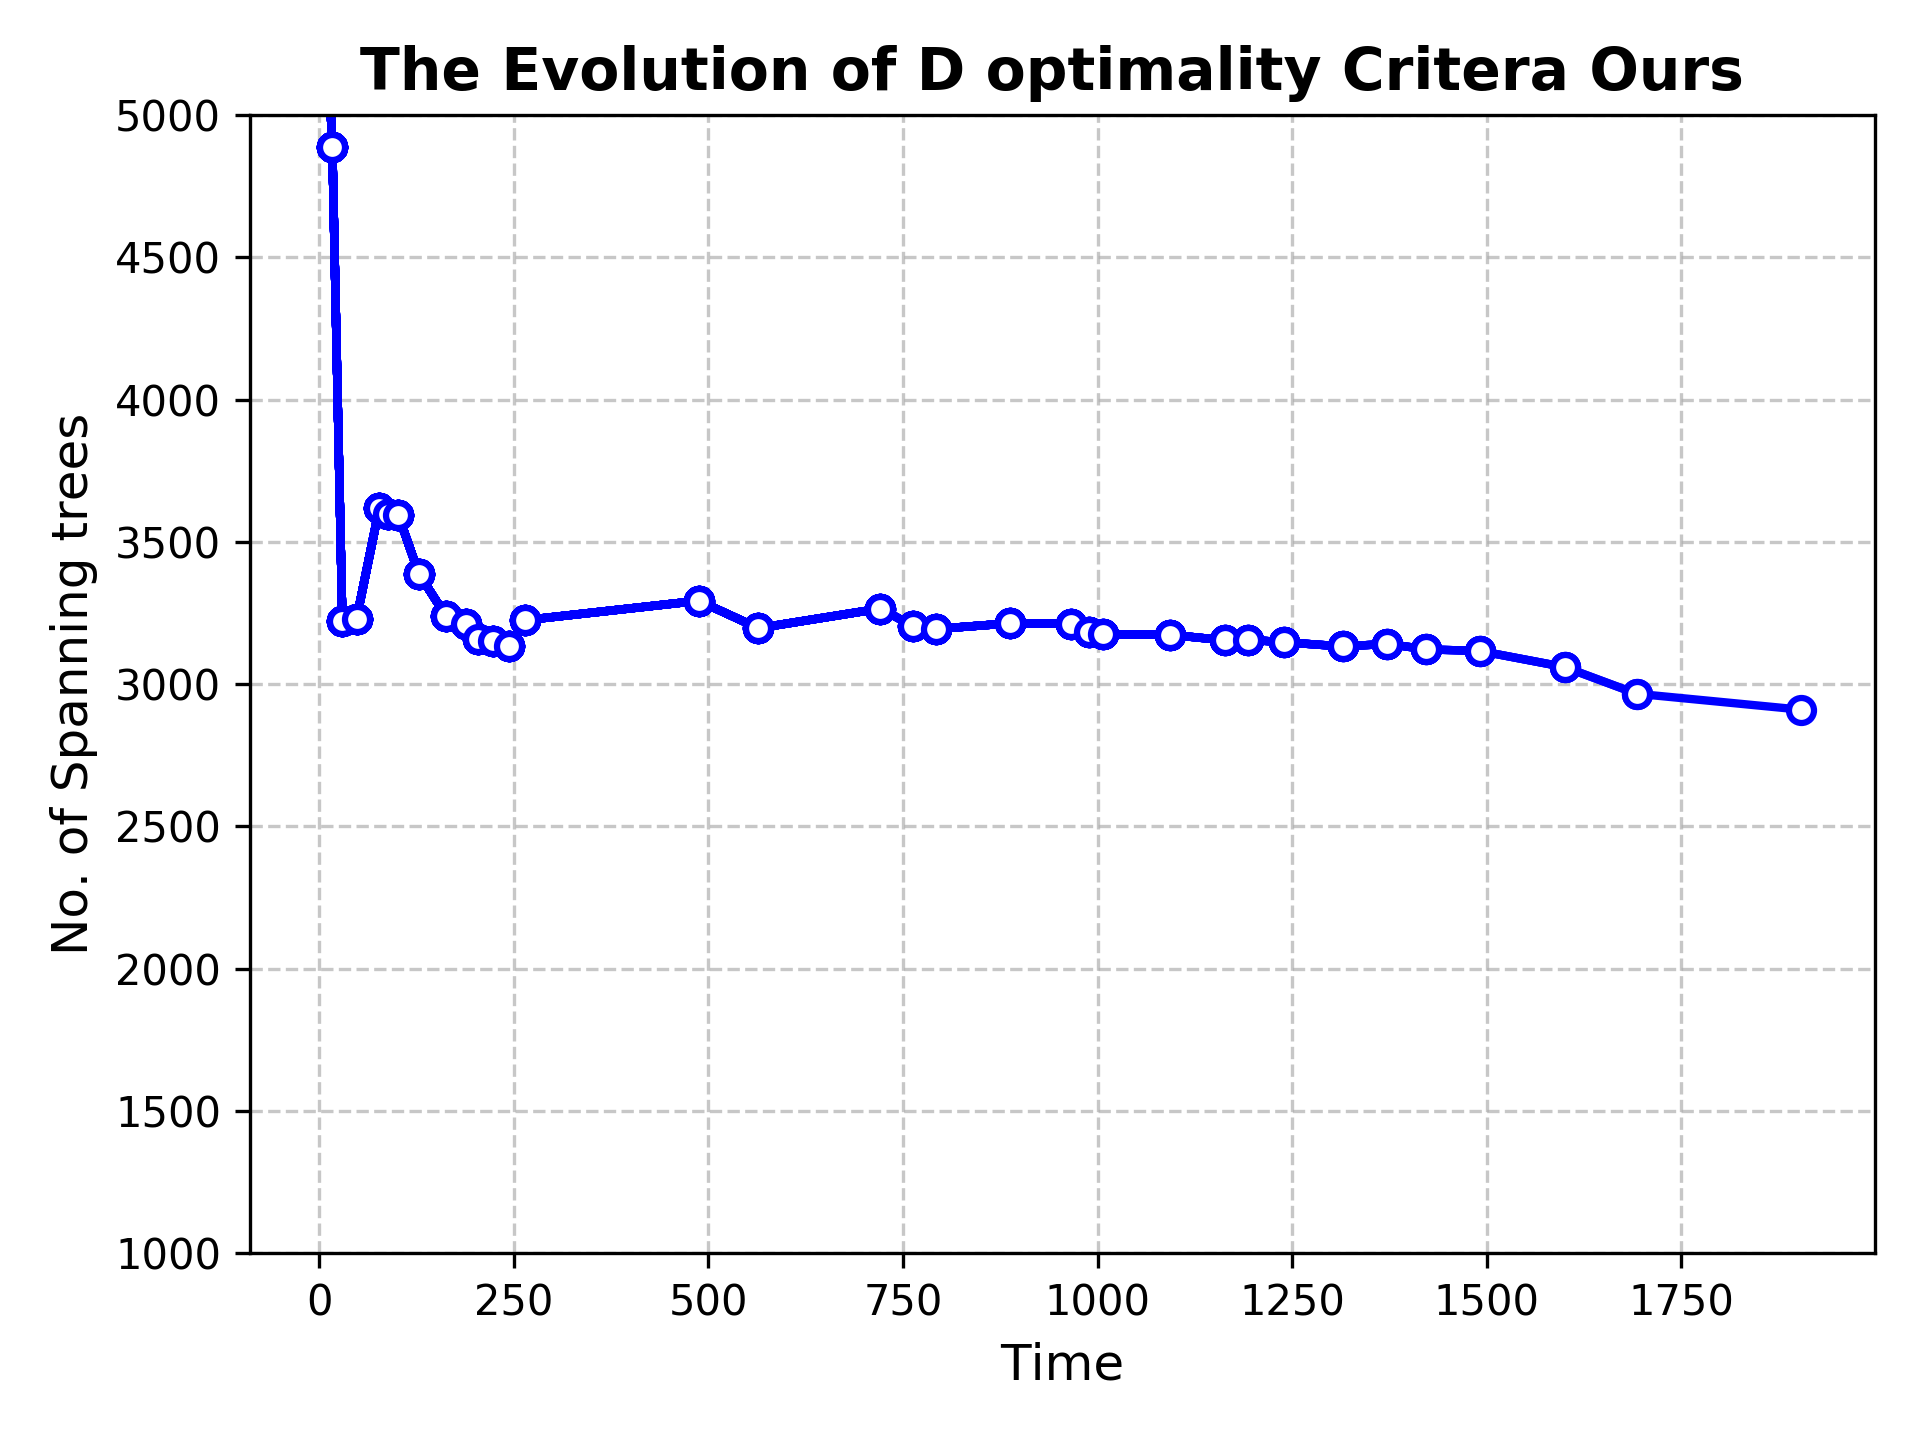 The Evolution of D optimality Critera Ours
5000
4500
4000
3500
3000
2500
2000
1500
1000
No. of Spanning trees
0 250 500 750 1000 1250 1500 1750
Time